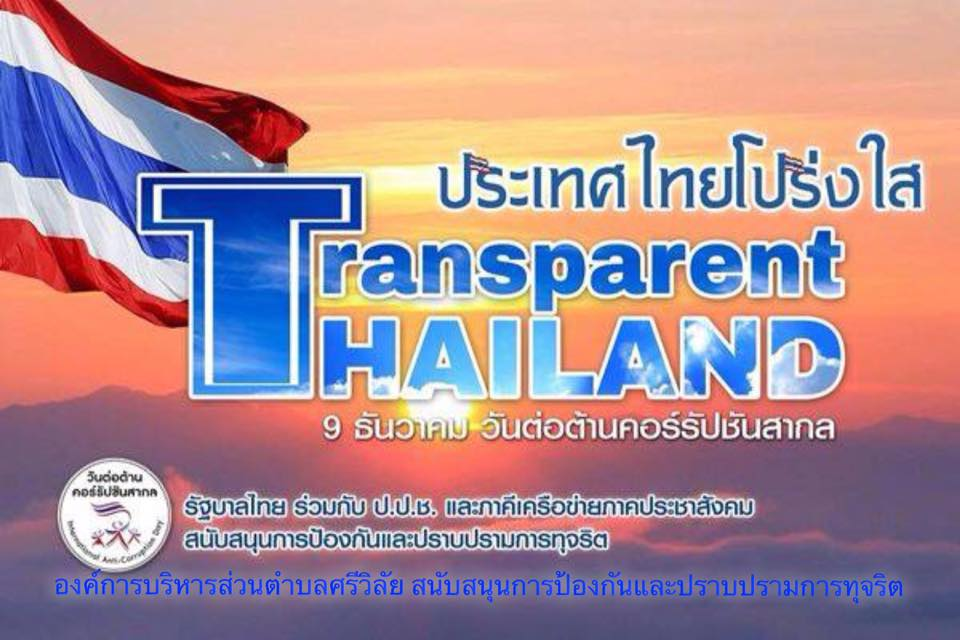 ประเทศไทยโปร่งใส
Transparent
THAILAND
9 ธันวาคม วันต่อต้านคอร์รัปชันสากล
วันต่อต้าน
คอร์รัปชันสากล
International Anti-Corruption Day
รัฐบาลไทย ร่วมกับ ป.ป.ช. และภาคีเครือข่ายภาคประชาสังคม
สนับสนุนการป้องกันและปราบปรามการทุจริต
องค์การบริหารส่วนตำบลศรีวิลัย สนับสนุนการป้องกันและปราบปรามการทุจริต